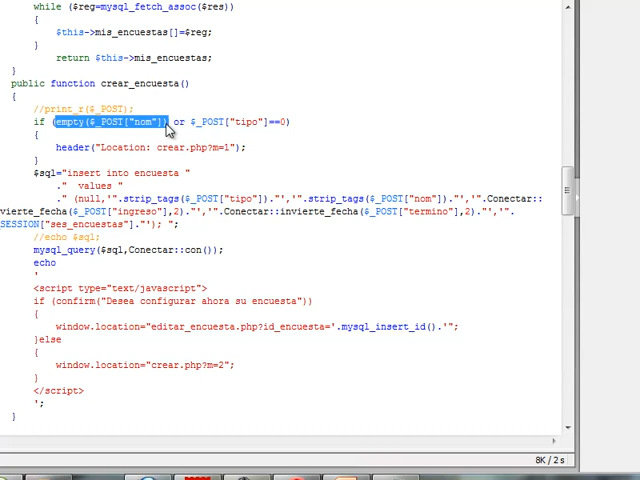 while ($reg=mysql_fetch_assoc($res))
{
$this->mis_encuestas[]=$reg;
}
return $this->mis_encuestas;
}
public function crear_encuesta()
{
//print_r($_POST);
if (empty($_POST["nom"]) or $_POST["tipo"]==0)
{
header("Location: crear.php?m=1");
}
$sql="insert into encuesta "
."  values "
." (null,'".strip_tags($_POST["tipo"])."','".strip_tags($_POST["nom"])."','".Conectar::
vierte_fecha($_POST["ingreso"],2)."','".Conectar::invierte_fecha($_POST["termino"],2)."','".
SESSION["ses_encuestas"]."'); ";
//echo $sql;
mysql_query($sql,Conectar::con());
echo
'
<script type="text/javascript">
if (confirm("Desea configurar ahora su encuesta"))
{
window.location="editar_encuesta.php?id_encuesta='.mysql_insert_id().'";
}else
{
window.location="crear.php?m=2";
}
</script>
';
}
8K / 2 s